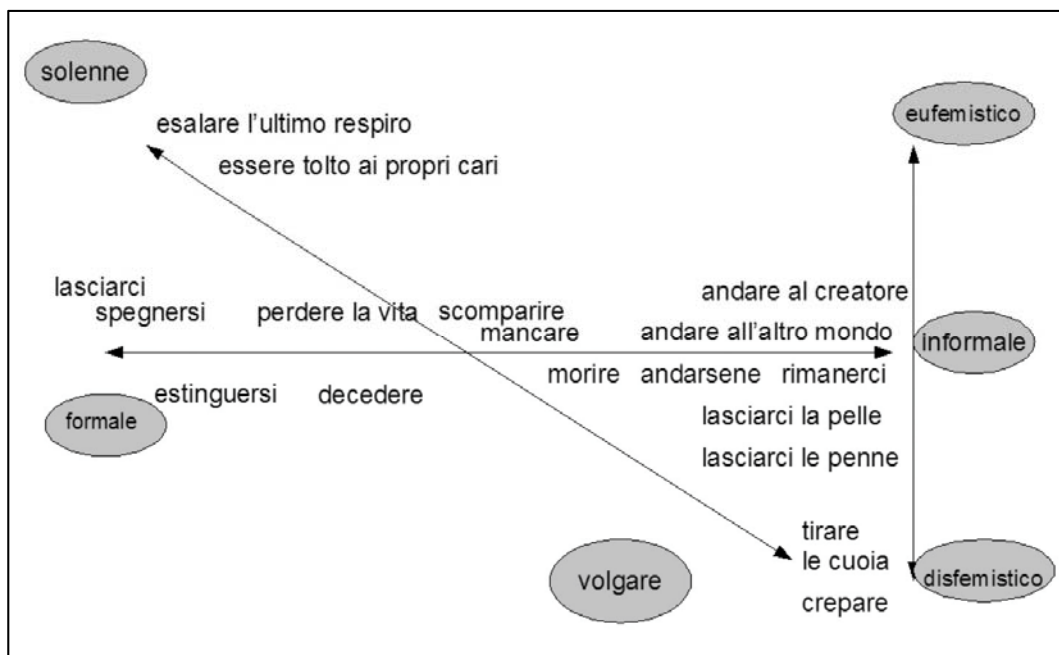 solenne
eufemistico
esalare l'ultimo respiro
essere tolto ai propri cari
lasciarci
spegnersi
perdere la vita
scomparire
mancare
andare al creatore
andare all'altro mondo
informale
morire andarsene rimanerci
estinguersi decedere
formale
lasciarci la pelle
lasciarci le penne
tirare
le cuoia
volgare
disfemistico
crepare